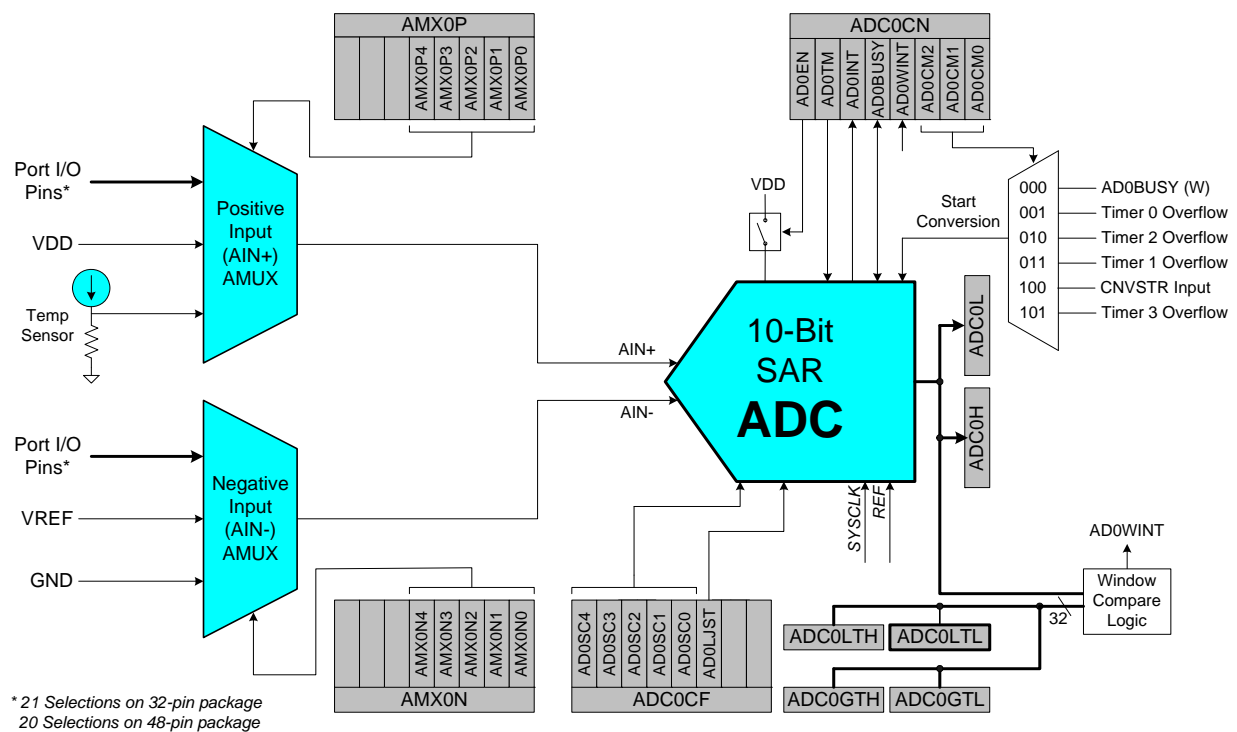 AMX0P
AMX0P4
AMX0P3
AMX0P2
AMX0P1
AMX0P0
ADC0CN
AD0EN
AD0TM
AD0INT
AD0BUSY
AD0WINT
AD0CM2
AD0CM1
AD0CM0
Port I/O
Pins*
VDD
Temp
Sensor
Positive
Input
(AIN+)
AMUX
VDD
Start
Conversion
000
AD0BUSY (W)
001
Timer 0 Overflow
010
Timer 2 Overflow
011
Timer 1 Overflow
100
CNVSTR Input
101
Timer 3 Overflow
AIN+
AIN-
10-Bit
SAR
ADC
ADC0L
ADC0H
Port I/O
Pins*
VREF
GND
Negative
Input
(AIN-)
AMUX
SYSCLK
REF
AD0WINT
Window
Compare
Logic
32
AMX0N4
AMX0N3
AMX0N2
AMX0N1
AMX0N0
AMX0N
AD0SC4
AD0SC3
AD0SC2
AD0SC1
AD0SC0
AD0LJST
ADC0CF
ADC0LTH
ADC0LTL
ADC0GTH
ADC0GTL
* 21 Selections on 32-pin package
20 Selections on 48-pin package